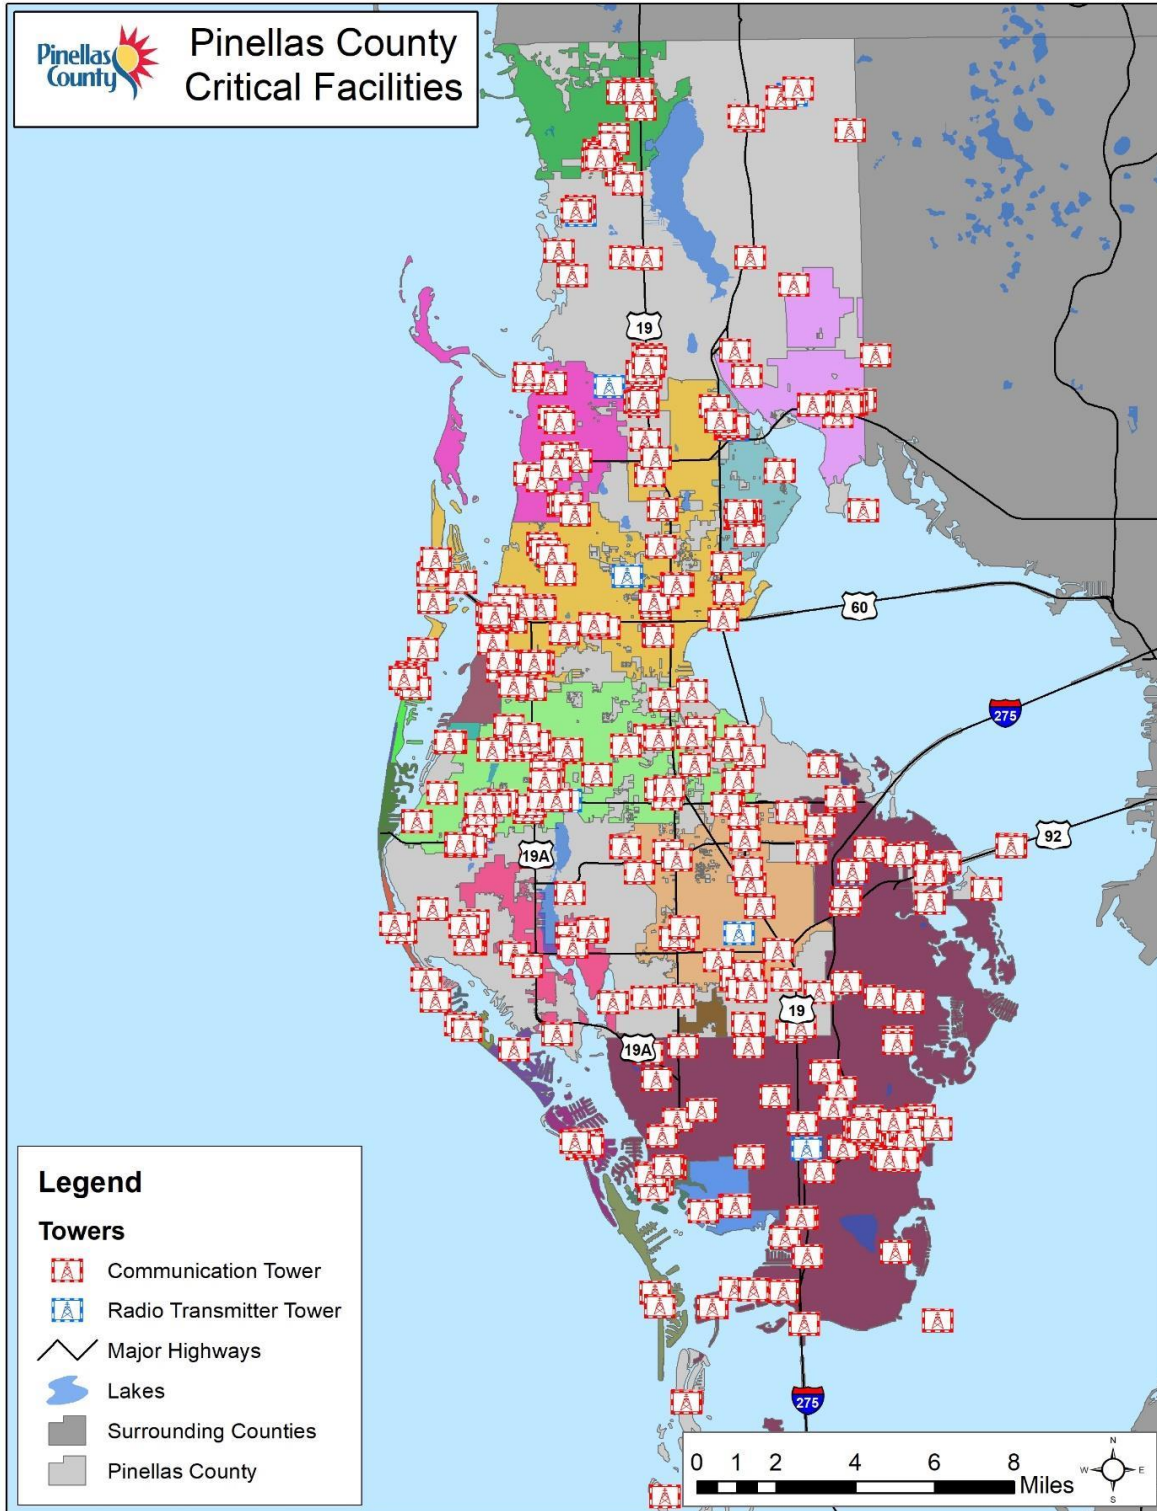 Pinellas
County
Pinellas County
Critical Facilities
19
60
275
92
19A
19
19A
275
Legend
Towers
Communication Tower
Radio Transmitter Tower
Major Highways
Lakes
Surrounding Counties
Pinellas County
0 1 2 4 6 8
Miles
N
W E
S